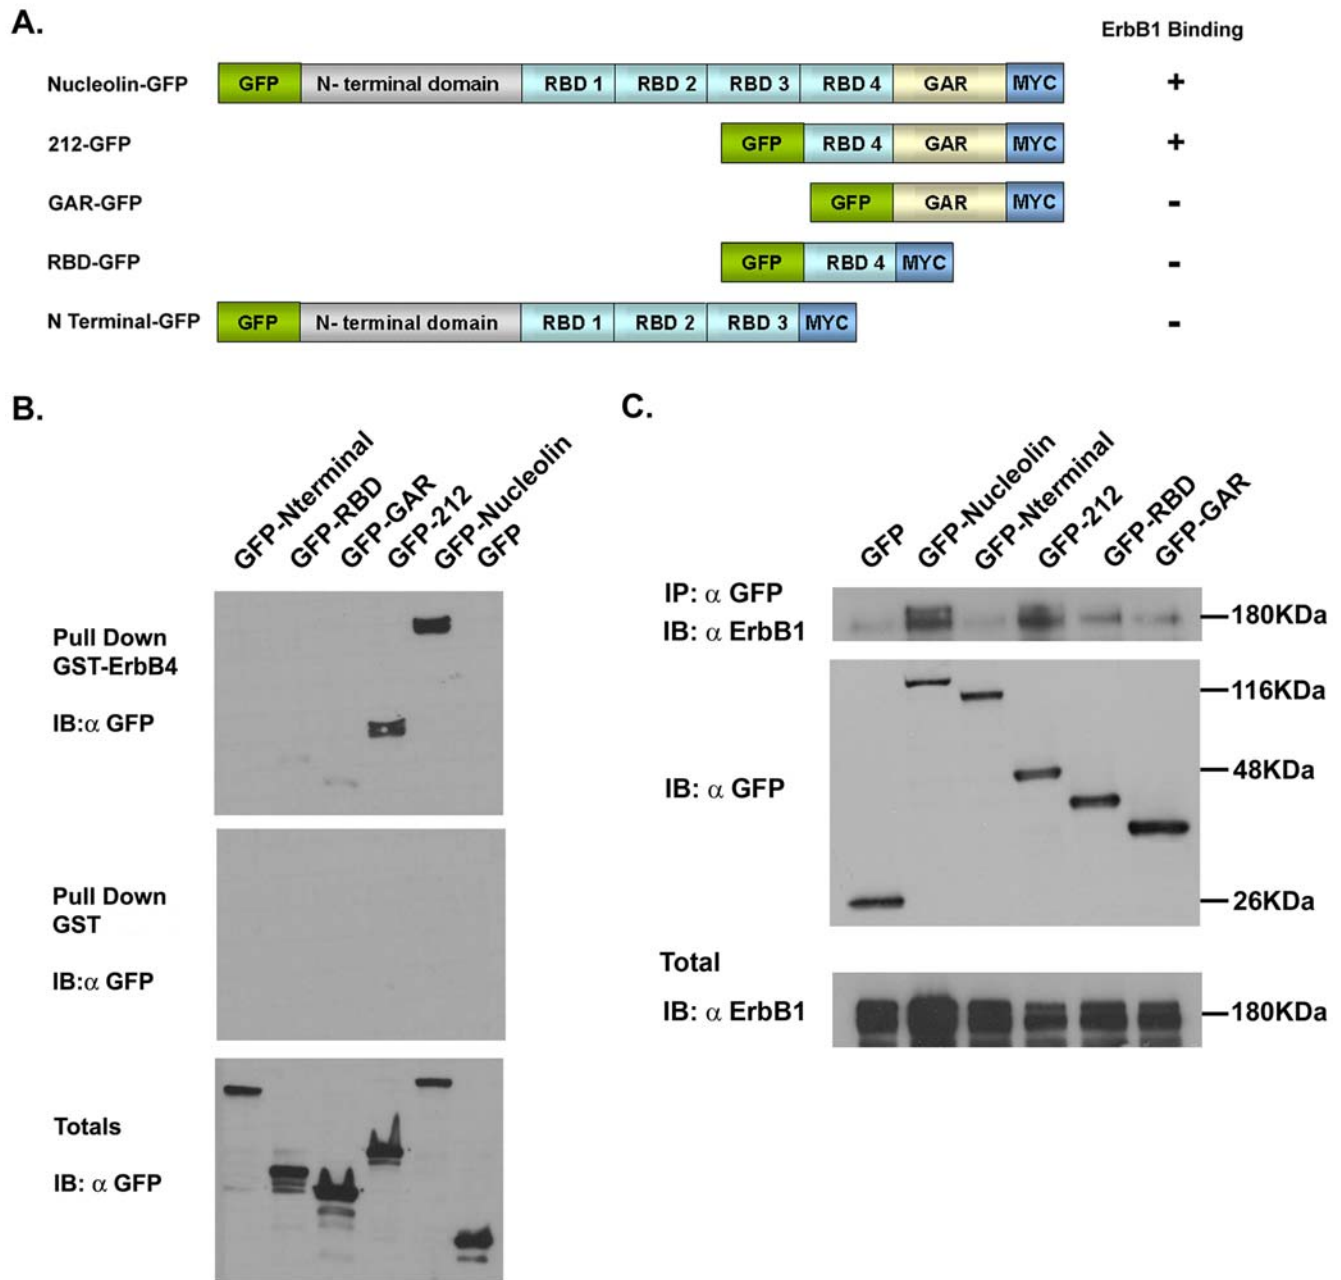 A.
ErbB1 Binding
Nucleolin-GFP GFP N- terminal domain RBD 1 RBD 2 RBD 3 RBD 4 GAR MYC +
212-GFP GFP RBD 4 GAR MYC +
GAR-GFP GFP GAR MYC -
RBD-GFP GFP RBD 4 MYC -
N Terminal-GFP GFP N- terminal domain RBD 1 RBD 2 RBD 3 MYC -
B.
GFP-Nterminal
GFP-RBD
GFP-GAR
GFP-212
GFP-Nucleolin
GFP
Pull Down
GST-ErbB4
IB:α GFP
Pull Down
GST
IB:α GFP
Totals
IB: α GFP
C.
GFP
GFP-Nucleolin
GFP-Nterminal
GFP-212
GFP-RBD
GFP-GAR
IP: α GFP
IB: α ErbB1
180KDa
116KDa
48KDa
IB: α GFP
26KDa
Total
IB: α ErbB1
180KDa